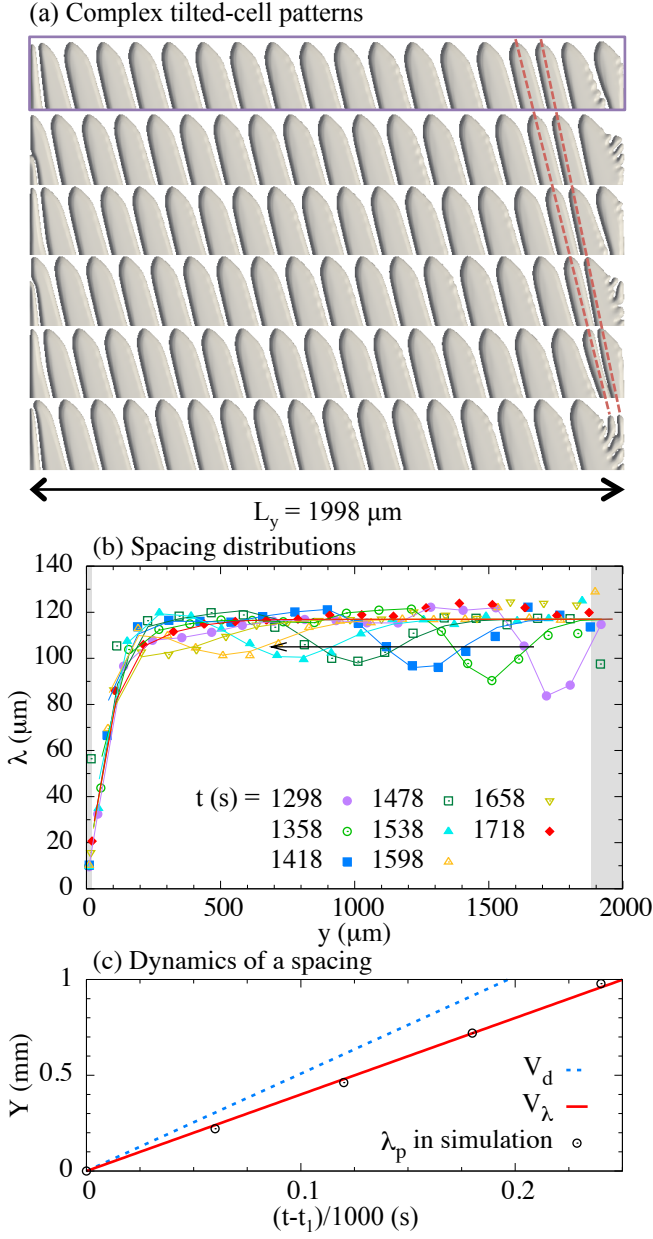 (a) Complex tilted-cell patterns
L_y = 1998 μm
(b) Spacing distributions
140
120
100
80
60
40
20
0
λ (μm)
t (s) = 1298 1478 1658
1358 1538 1718
1418 1598
0 500 1000 1500 2000
y (μm)
(c) Dynamics of a spacing
1
0.5
0
Y (mm)
V_d
V_λ
λ_p in simulation
0 0.1 0.2
(t-t_1)/1000 (s)